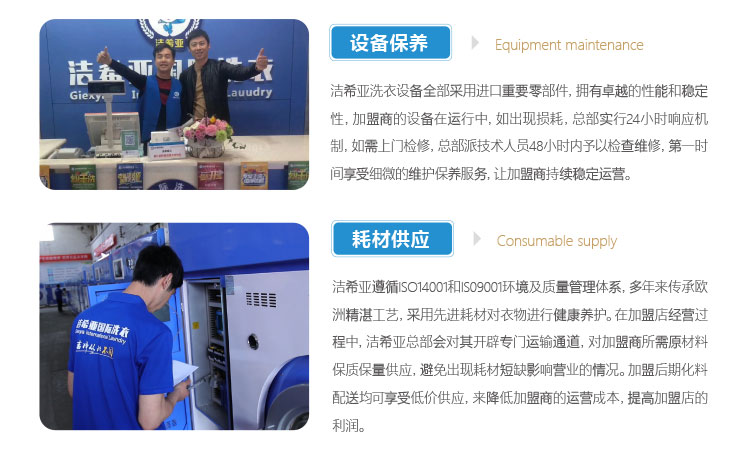 洁希亚
洁希亚国际洗衣
设备保养
Equipment maintenance
洁希亚洗衣设备全部采用进口重要零部件, 拥有卓越的性能和稳定
性, 加盟商的设备在运行中, 如出现损耗, 总部实行24小时响应机
制, 如需上门检修, 总部派技术人员48小时内予以检查维修, 第一时
间享受细微的维护保养服务, 让加盟商持续稳定运营。
洁希亚国际洗衣
International Laundry
耗材供应
Consumable supply
洁希亚遵循ISO14001和IS09001环境及质量管理体系, 多年来传承欧
洲精湛工艺, 采用先进耗材对衣物进行健康养护。在加盟店经营过
程中, 洁希亚总部会对其开辟专门运输通道, 对加盟商所需原材料
保质保量供应, 避免出现耗材短缺影响营业的情况。加盟后期化料
配送均可享受低价供应, 来降低加盟商的运营成本, 提高加盟店的
利润。